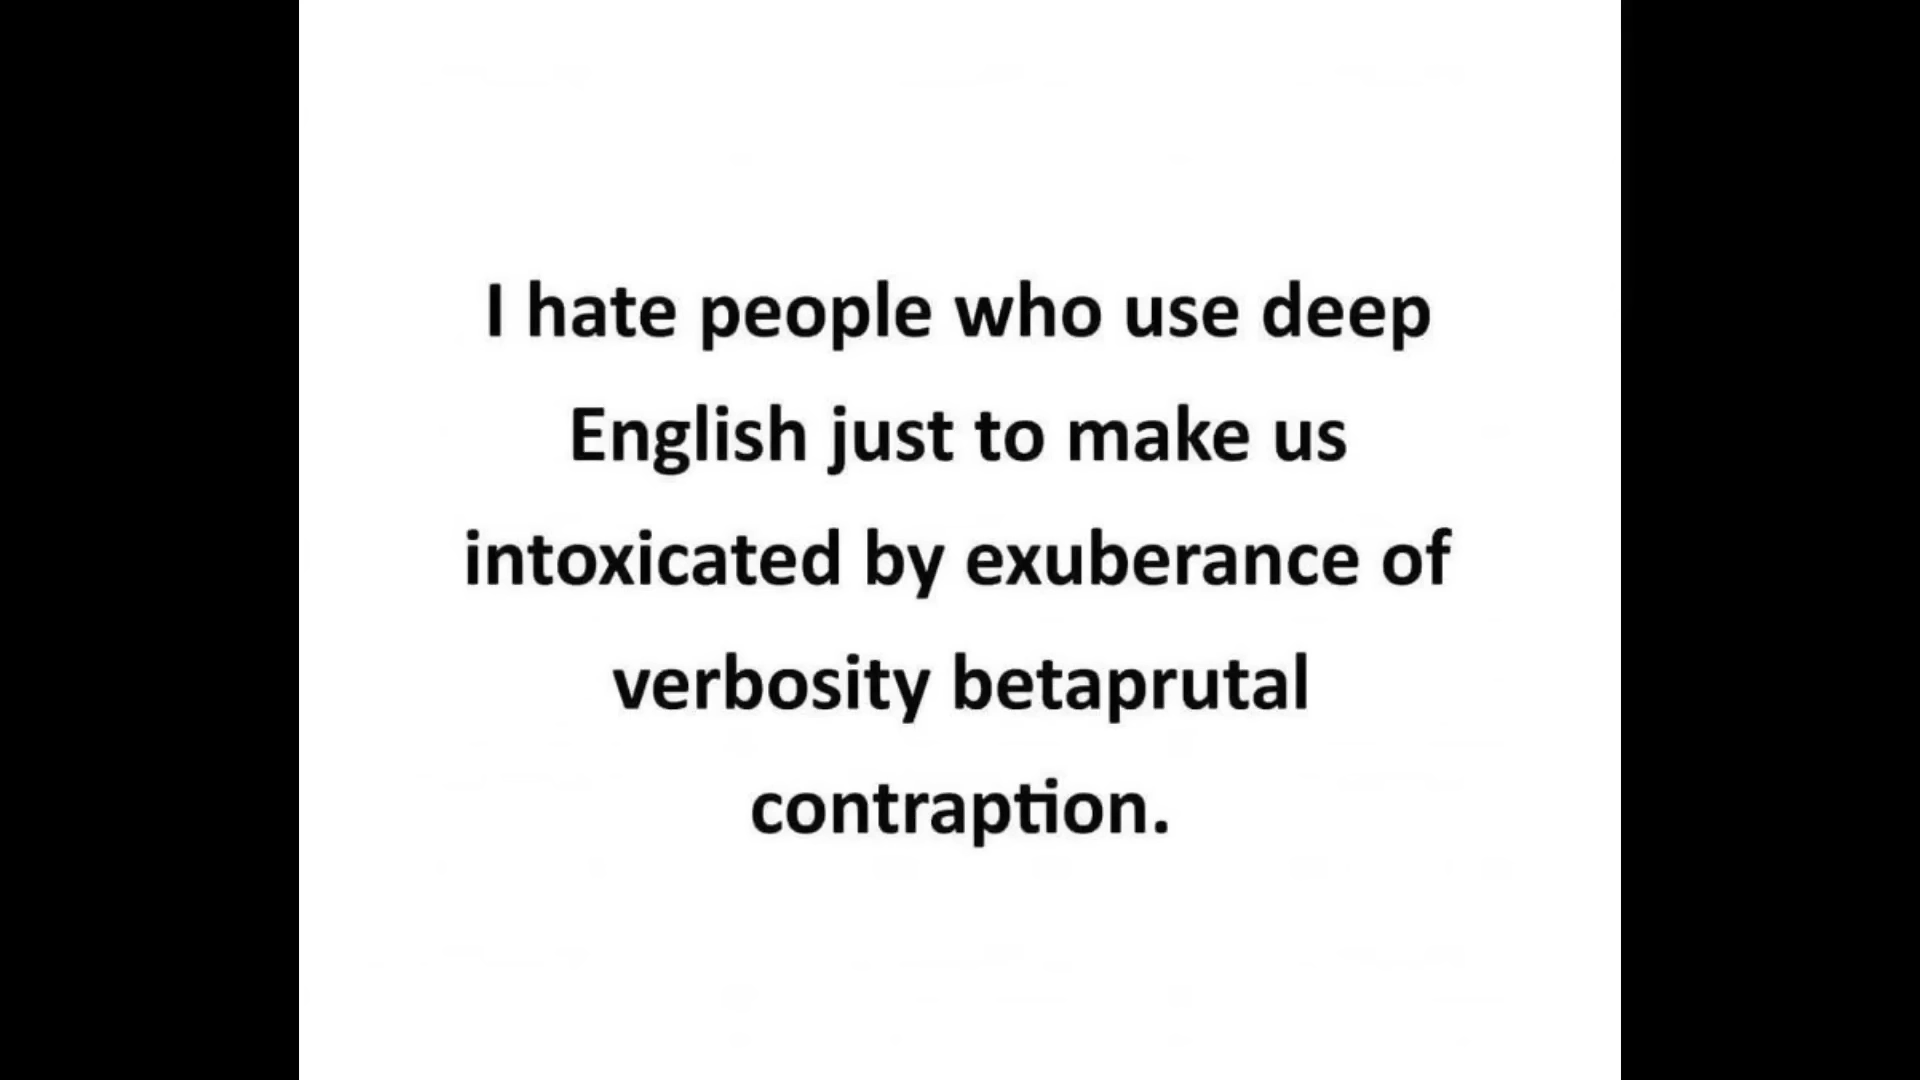 I hate people who use deep
English just to make us
intoxicated by exuberance of
verbosity betaprutal
contraption.